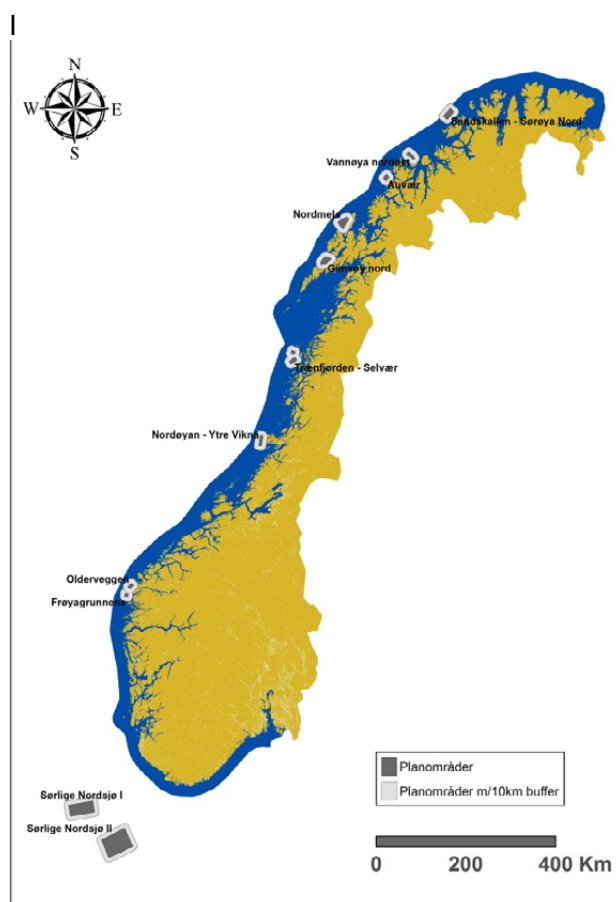 N
W E
S
Sandskallen - Sørøya Nord
Vannøya nordøst
Auvær
Nordmela
Gimsøy nord
Trænfjorden - Selvær
Nordøyan - Ytre Vikna
Olderveggen
Frøyagrunnene
Sørlige Nordsjø I
Sørlige Nordsjø II
Planområder
Planområder m/10km buffer
0 200 400 Km